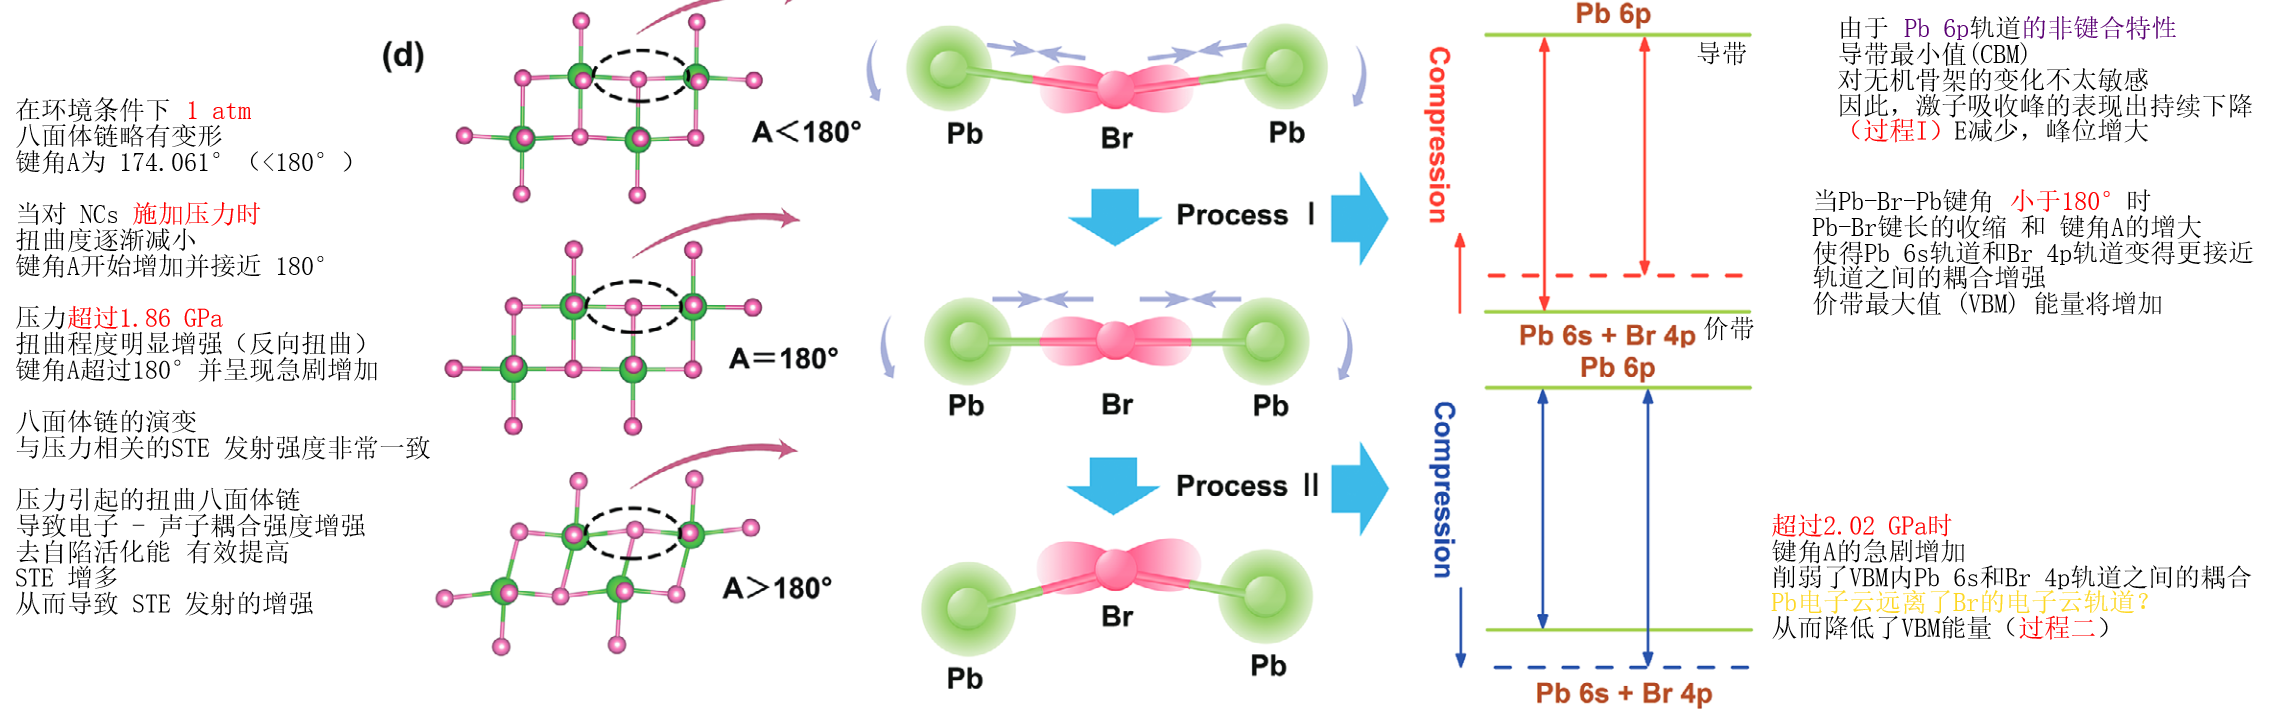 在环境条件下 1 atm
八面体链略有变形
键角A为 174.061°（<180°）
当对 NCs 施加压力时
扭曲度逐渐减小
键角A开始增加并接近 180°
压力超过1.86 GPa
扭曲程度明显增强（反向扭曲）
键角A超过180°并呈现急剧增加
八面体链的演变
与压力相关的STE 发射强度非常一致
压力引起的扭曲八面体链
导致电子 - 声子耦合强度增强
去自陷活化能 有效提高
STE 增多
从而导致 STE 发射的增强
(d)
A＜180°
Pb
Br
Pb
Process Ⅰ
A＝180°
Pb
Br
Pb
Process Ⅱ
A＞180°
Pb
Br
Pb
Compression
Pb 6p
导带
Pb 6s + Br 4p
价带
Compression
Pb 6p
Pb 6s + Br 4p
由于 Pb 6p轨道的非键合特性
导带最小值(CBM)
对无机骨架的变化不太敏感
因此，激子吸收峰的表现出持续下降
（过程I）E减少，峰位增大
当Pb-Br-Pb键角 小于180°时
Pb-Br键长的收缩 和 键角A的增大
使得Pb 6s轨道和Br 4p轨道变得更接近
轨道之间的耦合增强
价带最大值 (VBM) 能量将增加
超过2.02 GPa时
键角A的急剧增加
削弱了VBM内Pb 6s和Br 4p轨道之间的耦合
Pb电子云远离了Br的电子云轨道？
从而降低了VBM能量（过程二）